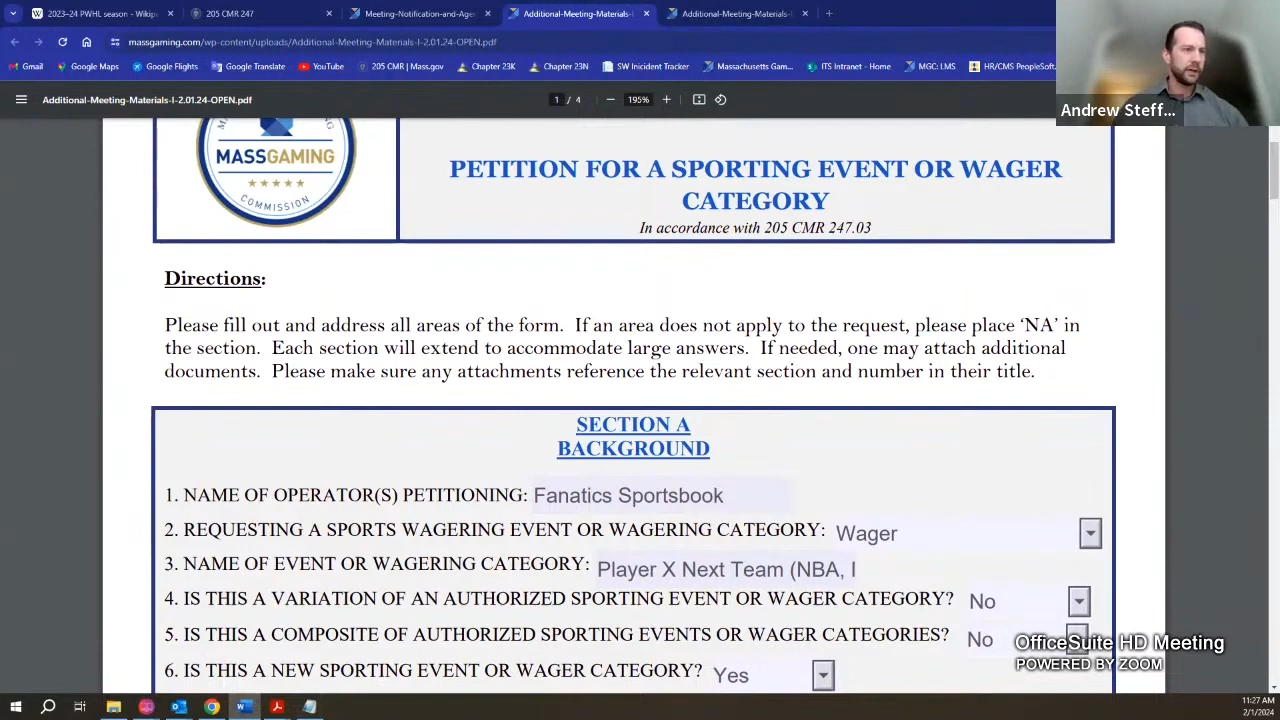 2023–24 PWHL season - Wikip
205 CMR 247
Meeting-Notification-and-Age
Additional-Meeting-Materials-I
Additional-Meeting-Materials-
massgaming.com/wp-content/uploads/Additional-Meeting-Materials-I-2.01.24-OPEN.pdf
Gmail
Google Maps
Google Flights
Google Translate
YouTube
205 CMR | Mass.gov
Chapter 23K
Chapter 23N
SW Inicident Tracker
Massachusetts Gam...
ITS Intranet - Home
MGC: LMS
HR/CMS PeopleSoft.
Additional-Meeting-Materials-I-2.01.24-OPEN.pdf
1 / 4
195%
Andrew Steff...
MASSGAMING
COMMISSION
PETITION FOR A SPORTING EVENT OR WAGER
CATEGORY
In accordance with 205 CMR 247.03
Directions:
Please fill out and address all areas of the form. If an area does not apply to the request, please place ‘NA’ in
the section. Each section will extend to accommodate large answers. If needed, one may attach additional
documents. Please make sure any attachments reference the relevant section and number in their title.
SECTION A
BACKGROUND
1. NAME OF OPERATOR(S) PETITIONING: Fanatics Sportsbook
2. REQUESTING A SPORTS WAGERING EVENT OR WAGERING CATEGORY: Wager
3. NAME OF EVENT OR WAGERING CATEGORY: Player X Next Team (NBA, I
4. IS THIS A VARIATION OF AN AUTHORIZED SPORTING EVENT OR WAGER CATEGORY? No
5. IS THIS A COMPOSITE OF AUTHORIZED SPORTING EVENTS OR WAGER CATEGORIES? No
6. IS THIS A NEW SPORTING EVENT OR WAGER CATEGORY? Yes
OfficeSuite HD Meeting
POWERED BY ZOOM
11:27 AM
2/1/2024